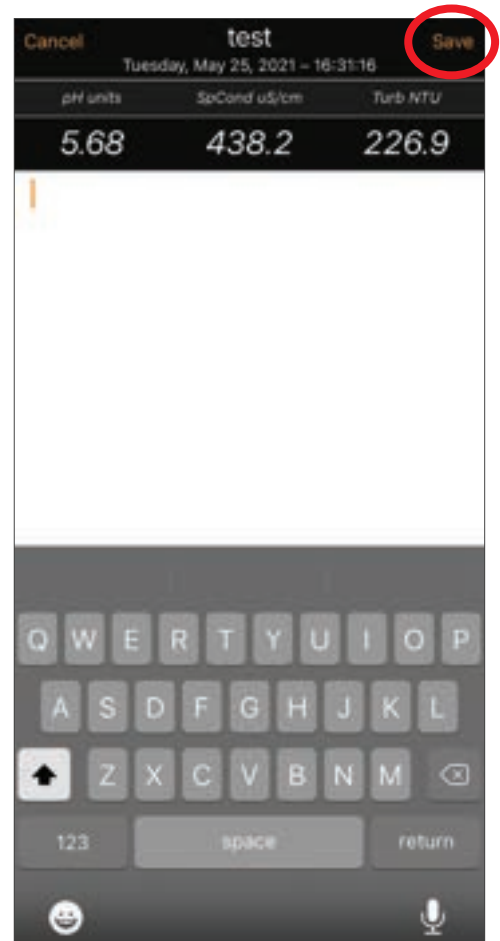 Cancel test Save
Tuesday, May 25, 2021 – 16:31:16
pH units SpCond uS/cm Turb NTU
5.68 438.2 226.9
Q W E R T Y U I O P
A S D F G H J K L
Z X C V B N M
123 space return